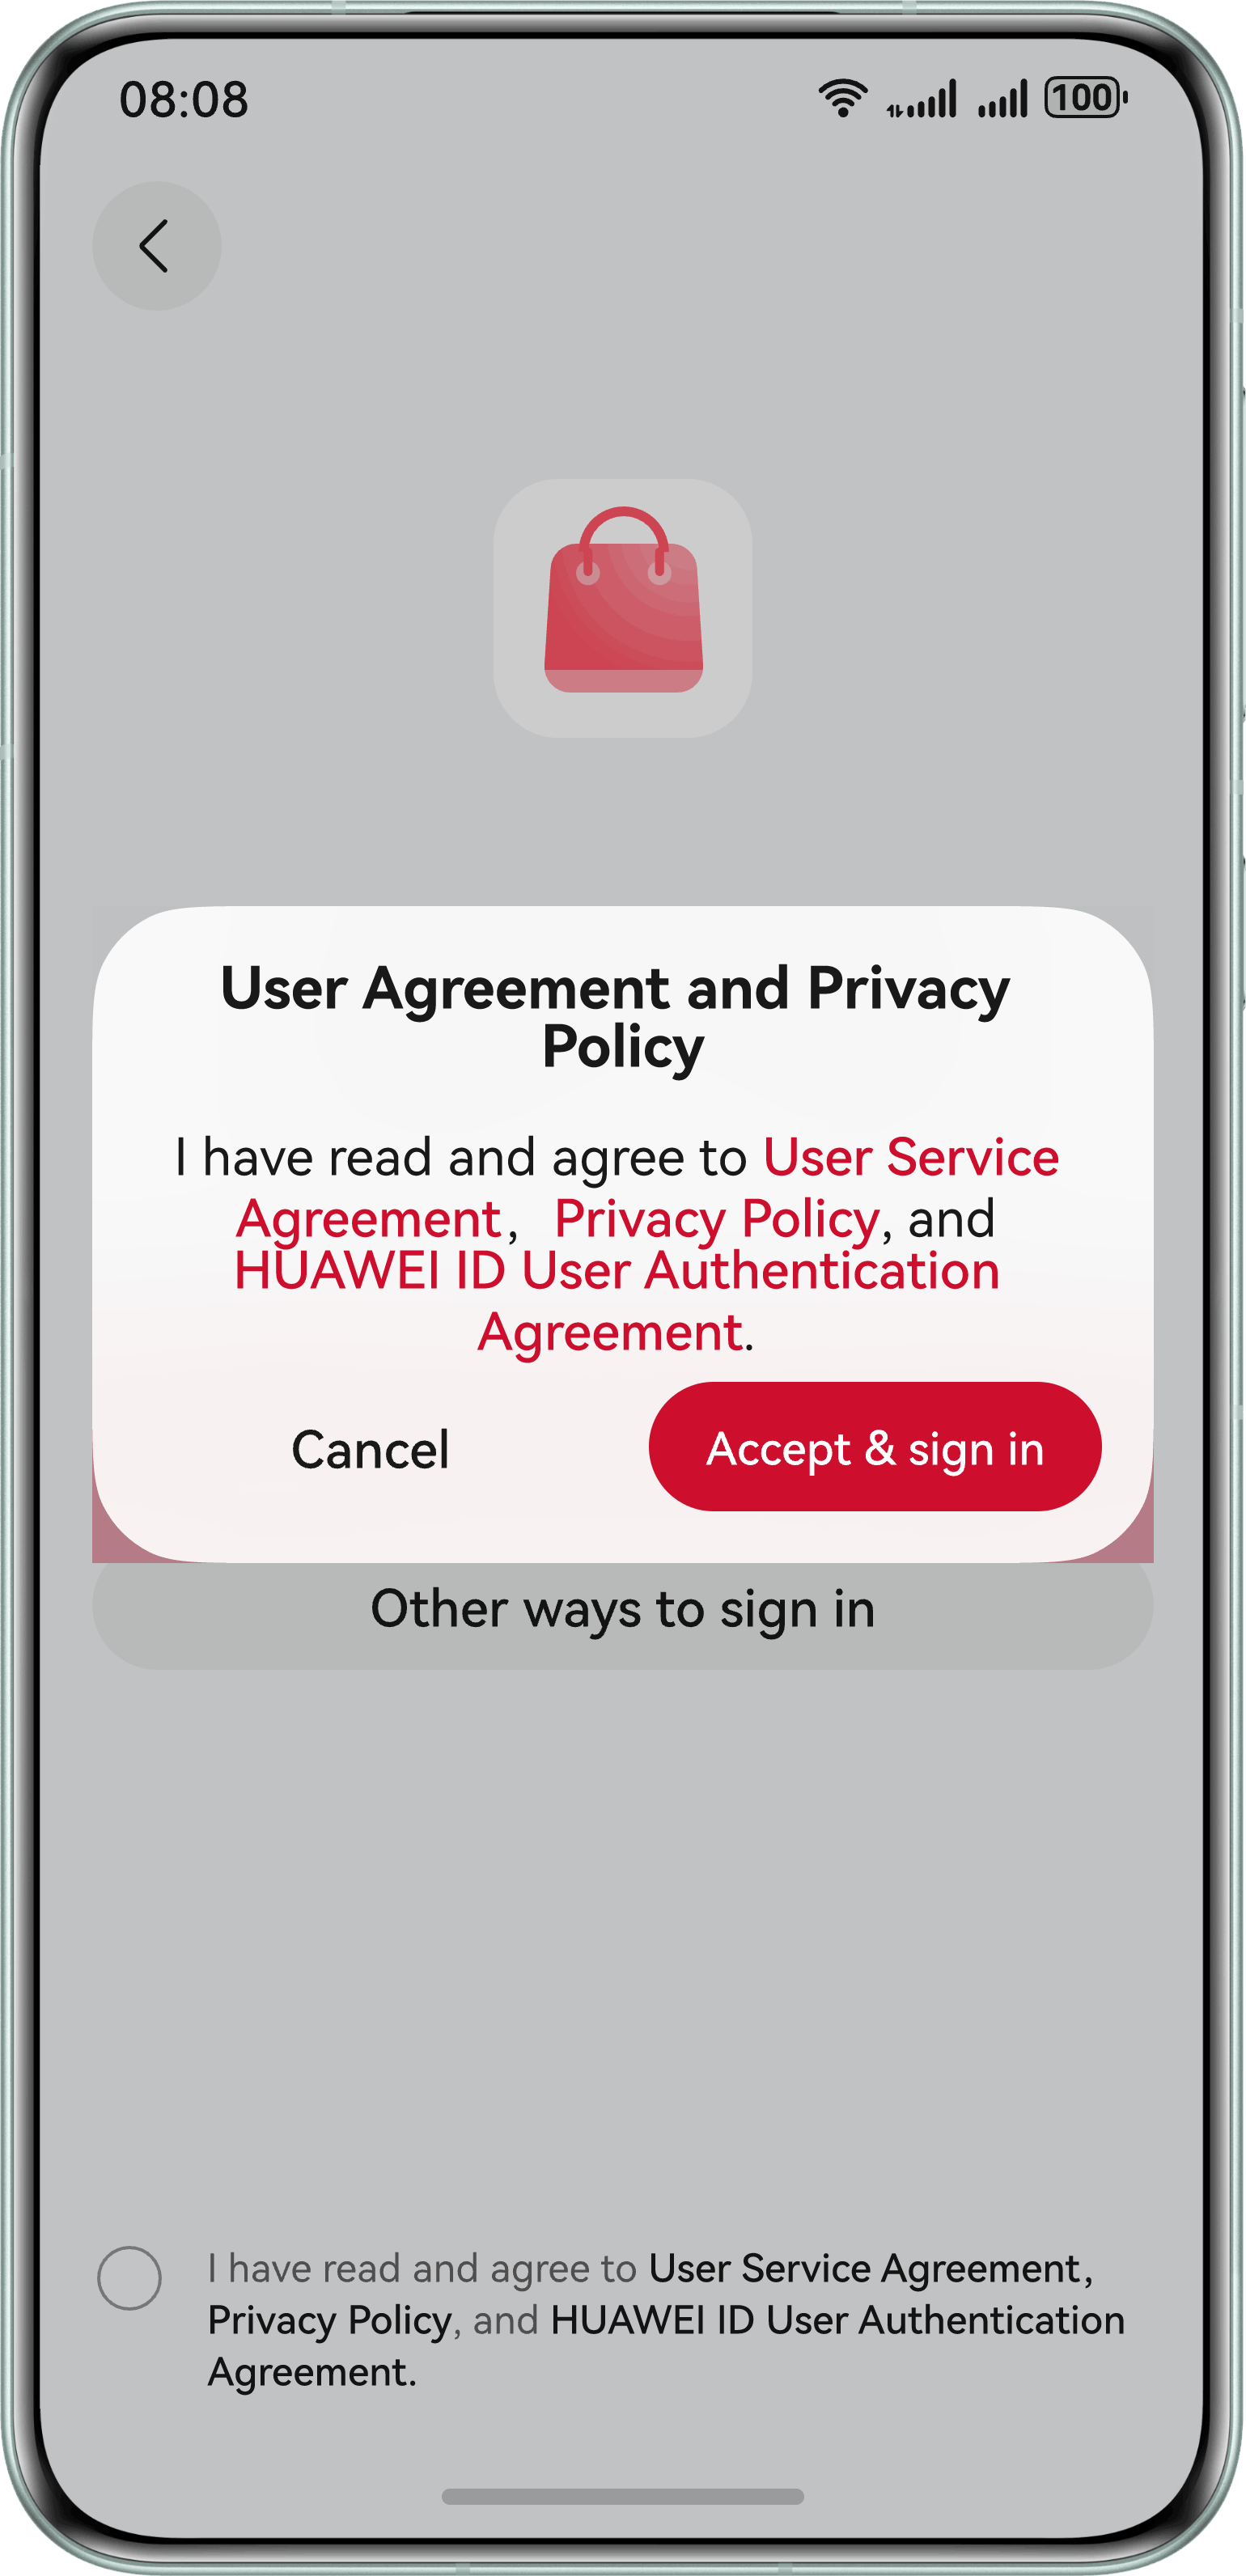 08:08
100
User Agreement and Privacy
Policy
I have read and agree to User Service
Agreement, Privacy Policy, and
HUAWEI ID User Authentication
Agreement.
Cancel
Accept & sign in
Other ways to sign in
I have read and agree to User Service Agreement,
Privacy Policy, and HUAWEI ID User Authentication
Agreement.